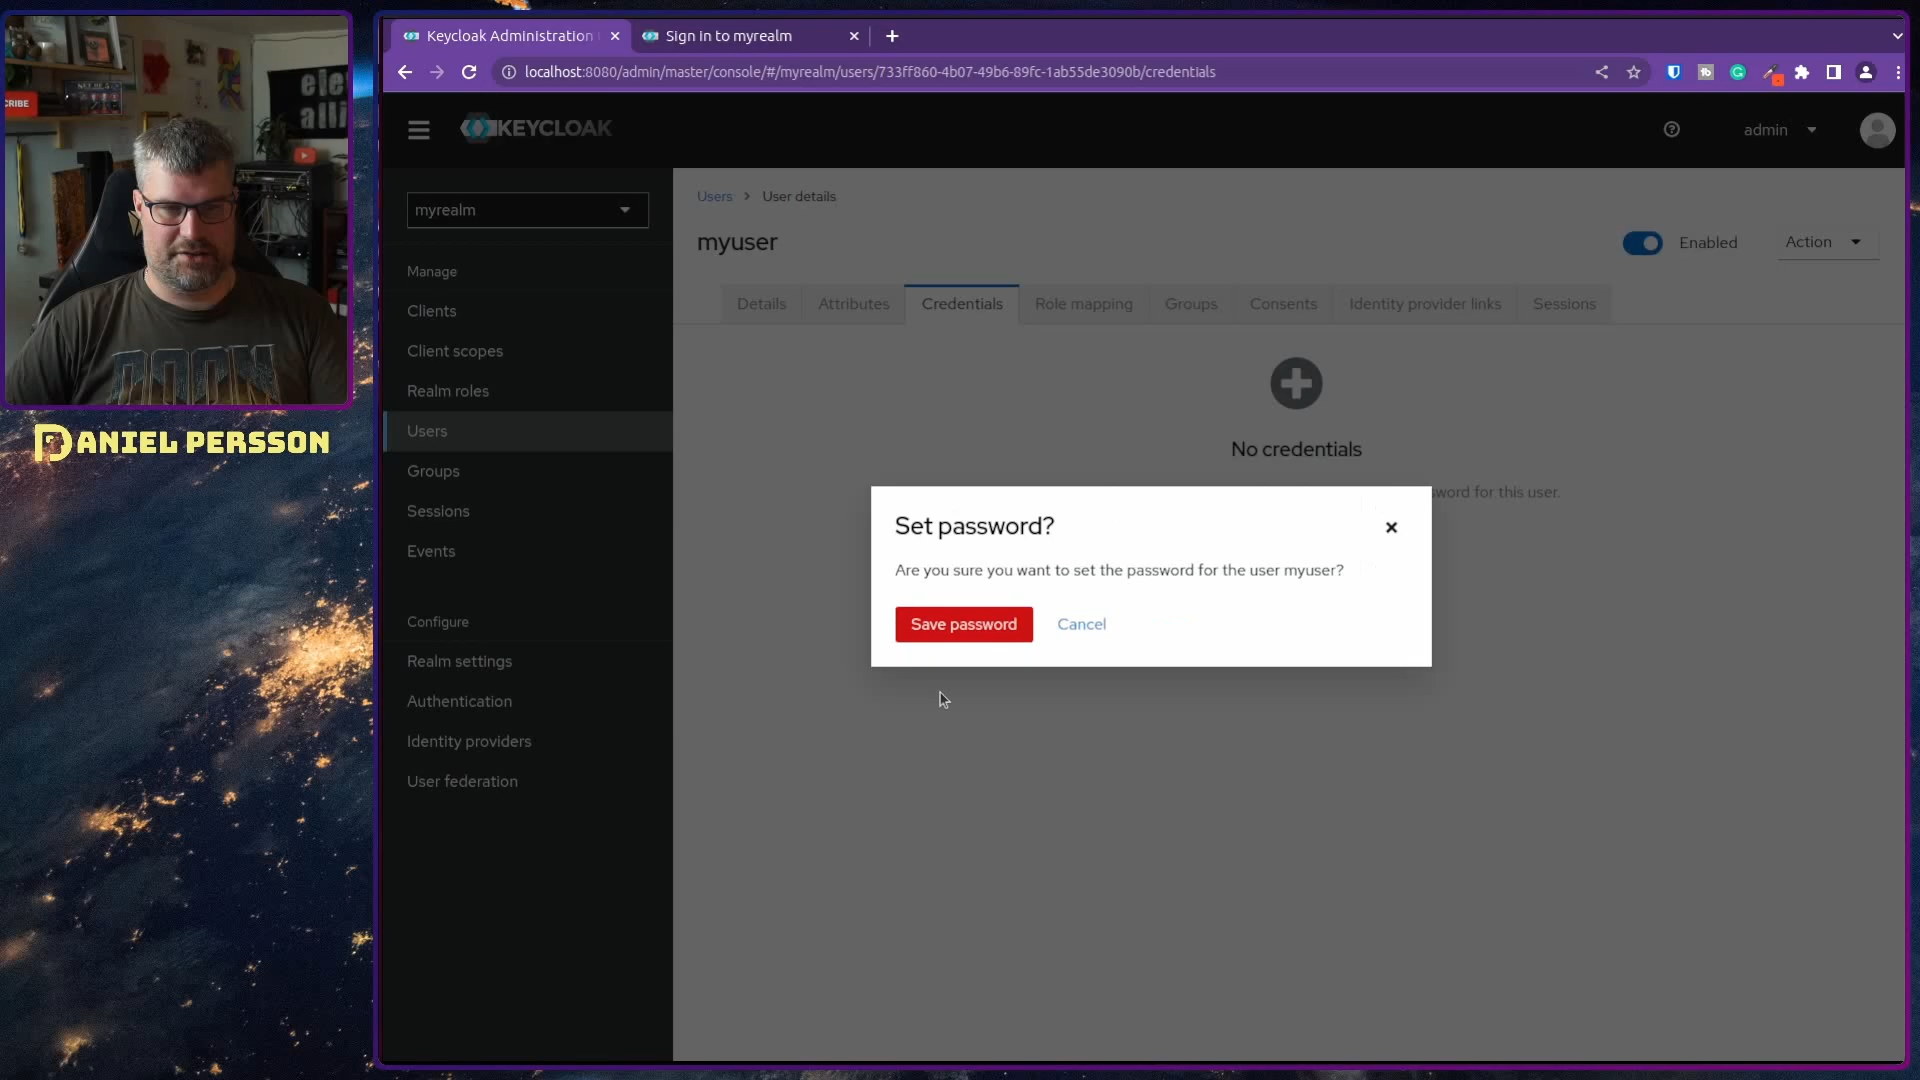 CRIBE
DANIEL PERSSON
Keycloak Administration
Sign in to myrealm
localhost:8080/admin/master/console/#/myrealm/users/733ff860-4b07-49b6-89fc-1ab55de3090b/credentials
KEYCLOAK
admin
myrealm
Manage
Clients
Client scopes
Realm roles
Users
Groups
Sessions
Events
Configure
Realm settings
Authentication
Identity providers
User federation
Users
User details
myuser
Enabled
Action
Details
Attributes
Credentials
Role mapping
Groups
Consents
Identity provider links
Sessions
No credentials
sword for this user.
Set password?
Are you sure you want to set the password for the user myuser?
Save password
Cancel
DOOM